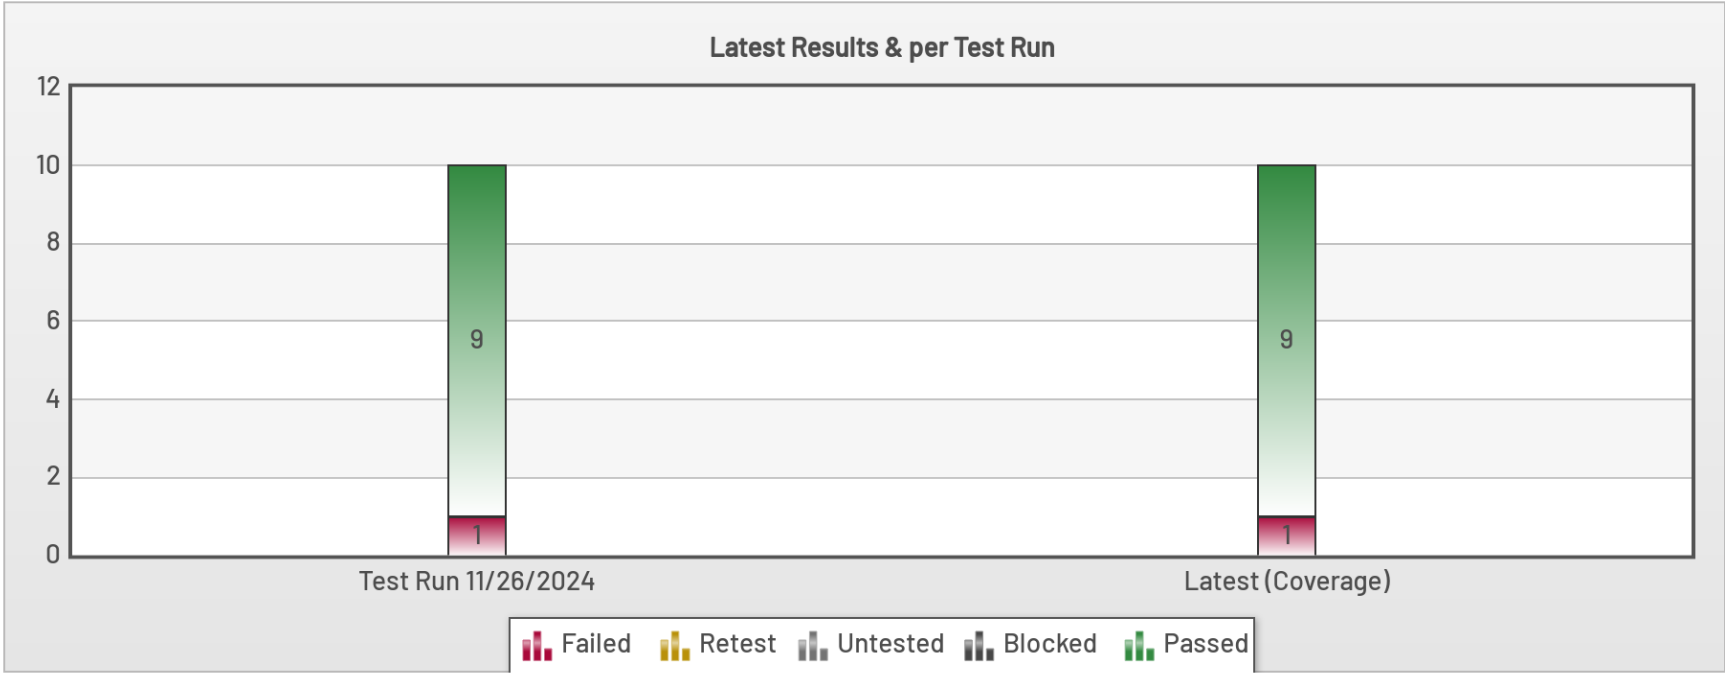 Latest Results & per Test Run
12
10
8
6
4
2
0
9
1
9
1
Test Run 11/26/2024
Latest (Coverage)
Failed Retest Untested Blocked Passed